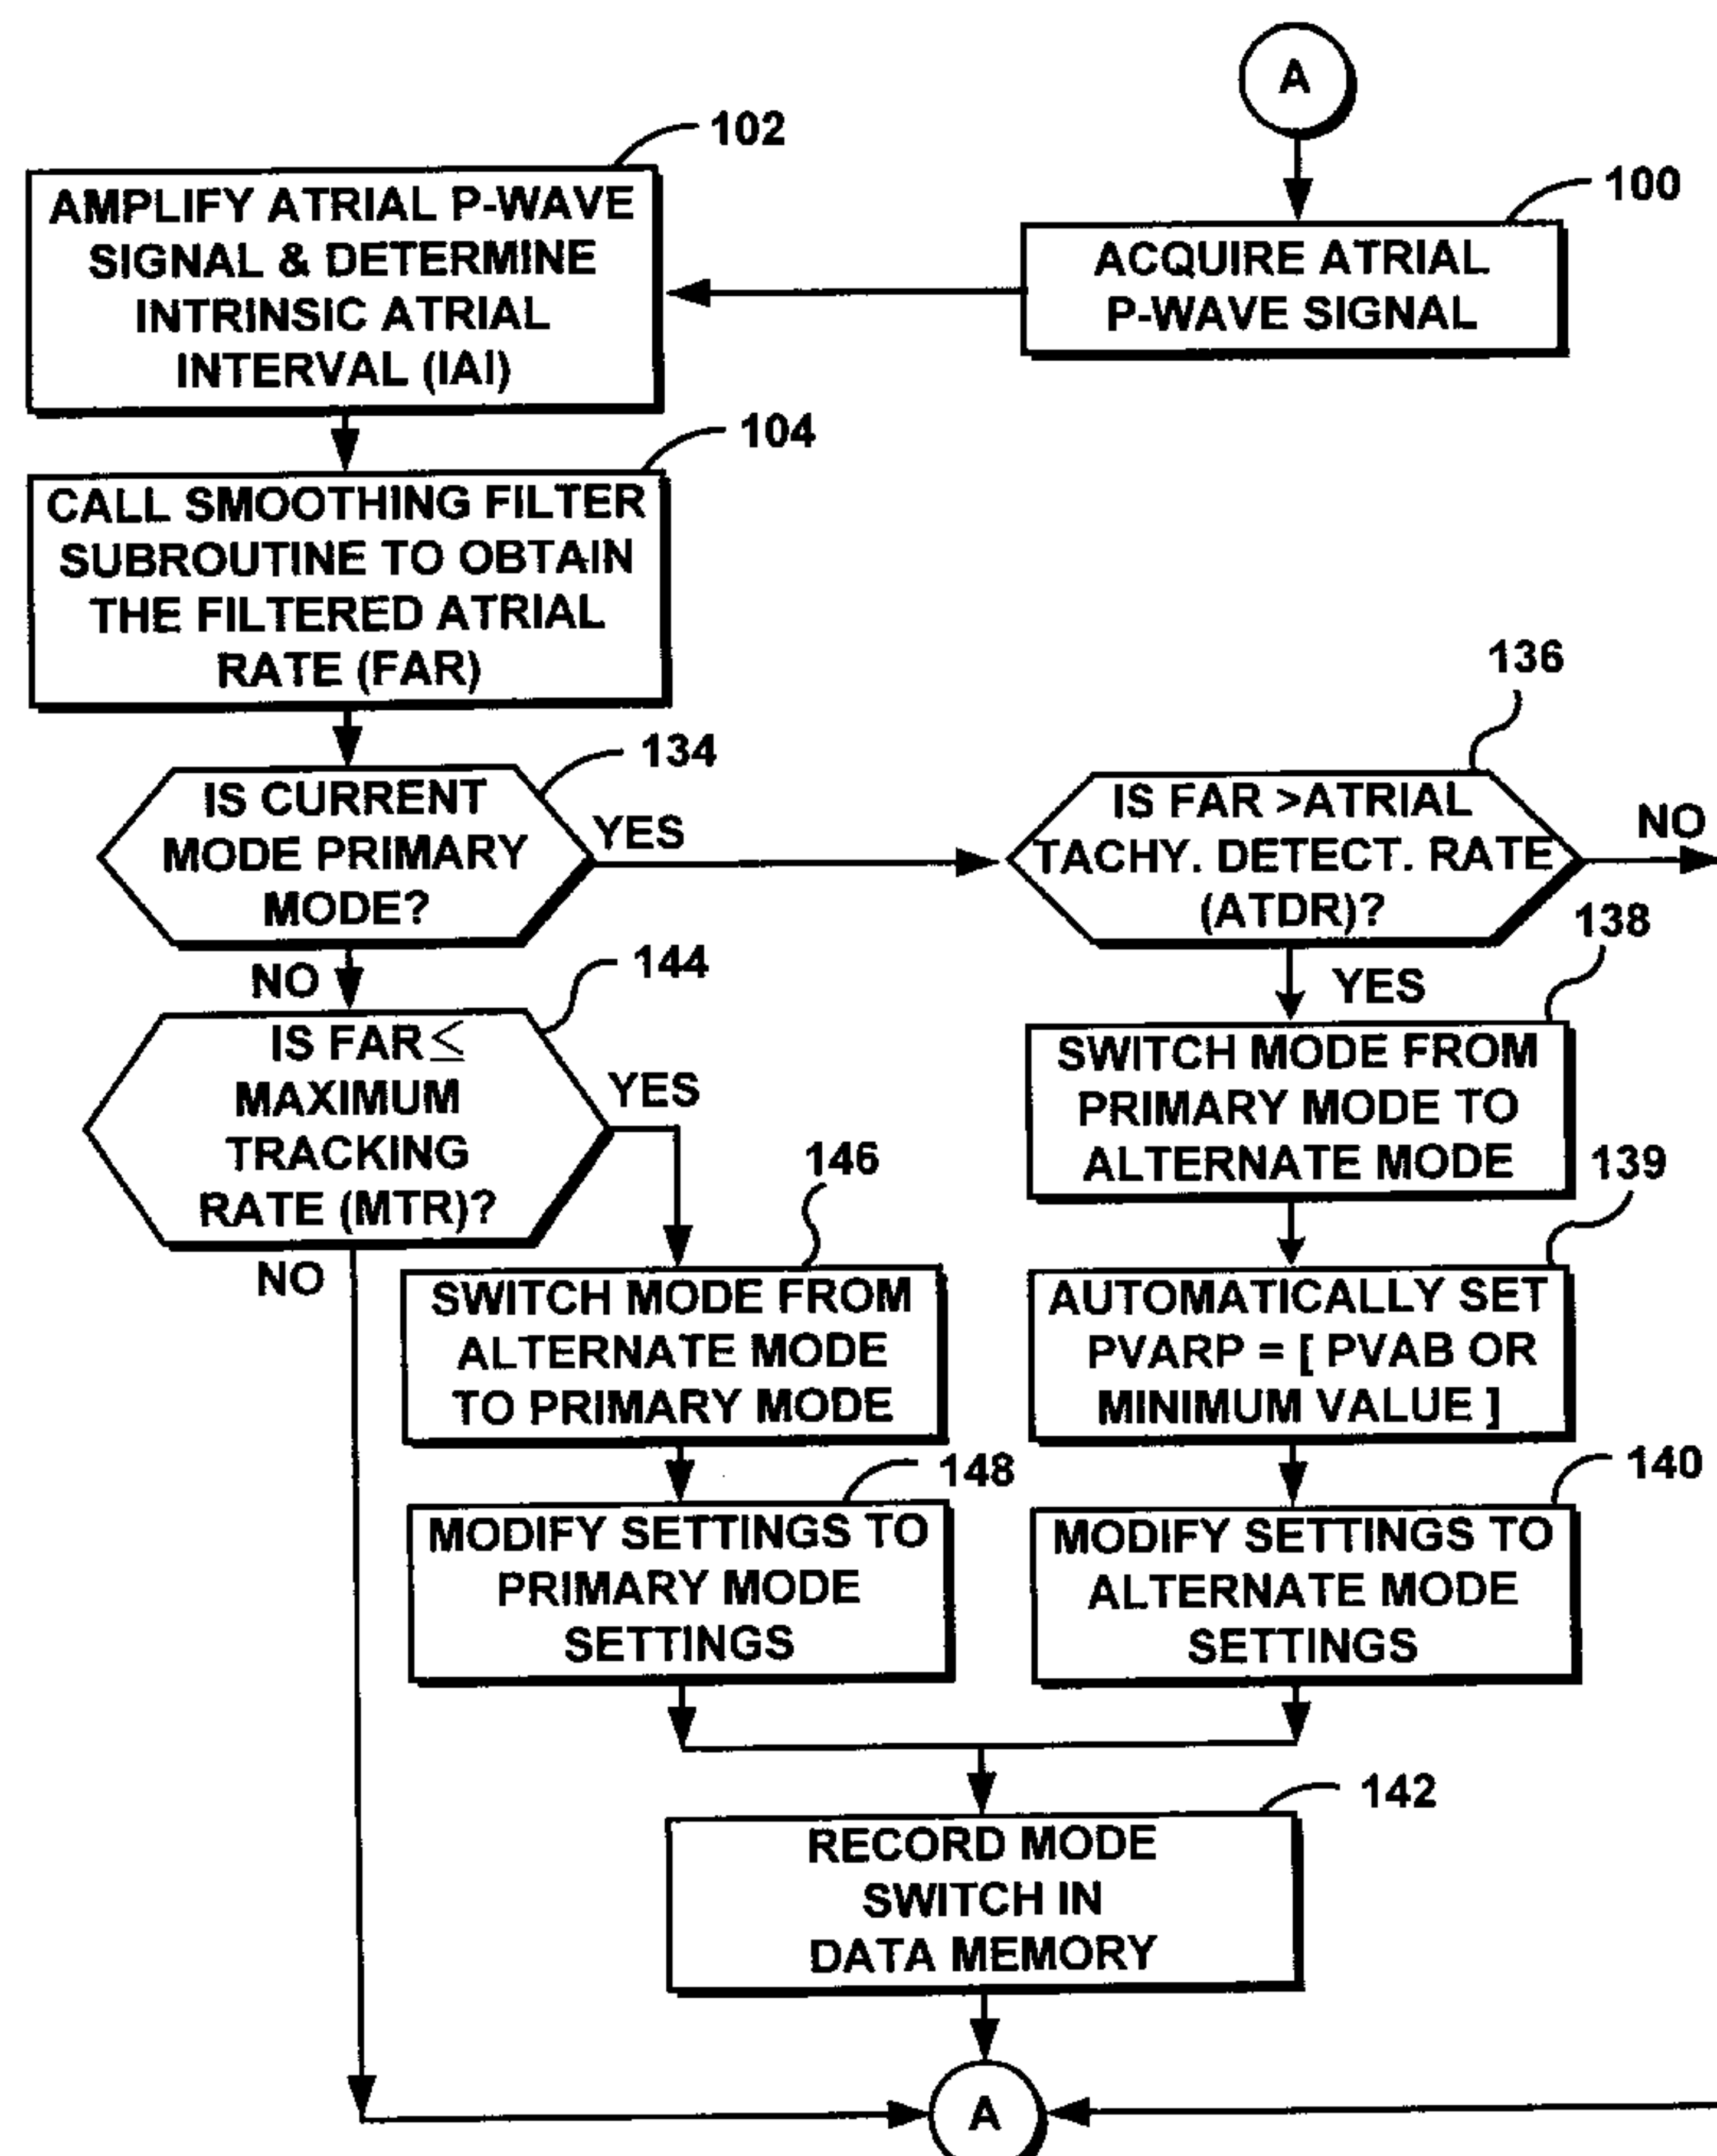 A
100
ACQUIRE ATRIAL
P-WAVE SIGNAL
102
AMPLIFY ATRIAL P-WAVE
SIGNAL & DETERMINE
INTRINSIC ATRIAL
INTERVAL (IAI)
104
CALL SMOOTHING FILTER
SUBROUTINE TO OBTAIN
THE FILTERED ATRIAL
RATE (FAR)
134
IS CURRENT
MODE PRIMARY
MODE?
YES
NO
136
IS FAR >ATRIAL
TACHY. DETECT. RATE
(ATDR)?
NO
YES
138
SWITCH MODE FROM
PRIMARY MODE TO
ALTERNATE MODE
139
AUTOMATICALLY SET
PVARP = [ PVAB OR
MINIMUM VALUE ]
140
MODIFY SETTINGS TO
ALTERNATE MODE
SETTINGS
144
IS FAR ≤
MAXIMUM
TRACKING
RATE (MTR)?
YES
NO
146
SWITCH MODE FROM
ALTERNATE MODE
TO PRIMARY MODE
148
MODIFY SETTINGS TO
PRIMARY MODE
SETTINGS
142
RECORD MODE
SWITCH IN
DATA MEMORY
A